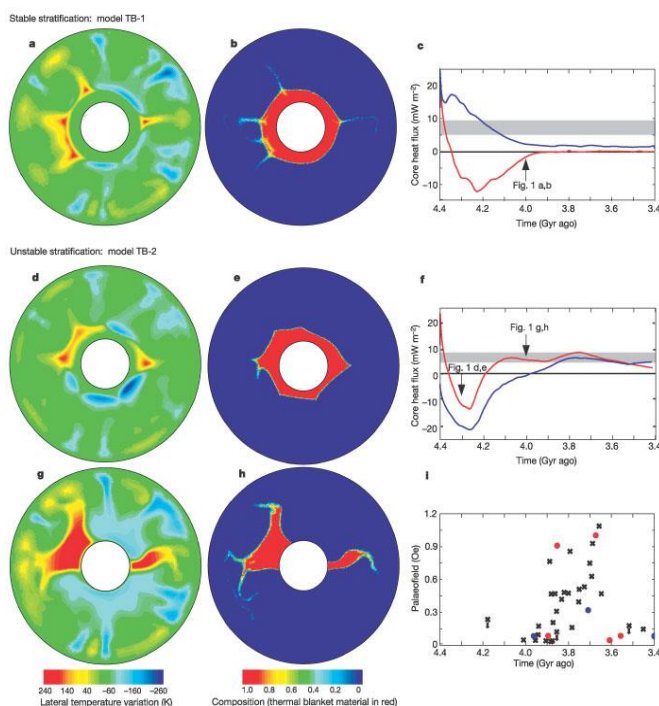 Stable stratification: model TB-1
a
b
c
Core heat flux (mW m⁻²)
20
10
0
−10
Fig. 1 a,b
4.4 4.2 4.0 3.8 3.6 3.4
Time (Gyr ago)
Unstable stratification: model TB-2
d
e
f
Core heat flux (mW m⁻²)
20
10
0
−10
−20
Fig. 1 g,h
Fig. 1 d,e
4.4 4.2 4.0 3.8 3.6 3.4
Time (Gyr ago)
g
h
i
Palaeofield (Oe)
1.2
0.9
0.6
0.3
0
4.4 4.2 4.0 3.8 3.6 3.4
Time (Gyr ago)
240 140 40 −60 −160 −260
Lateral temperature variation (K)
1.0 0.8 0.6 0.4 0.2 0
Composition (thermal blanket material in red)